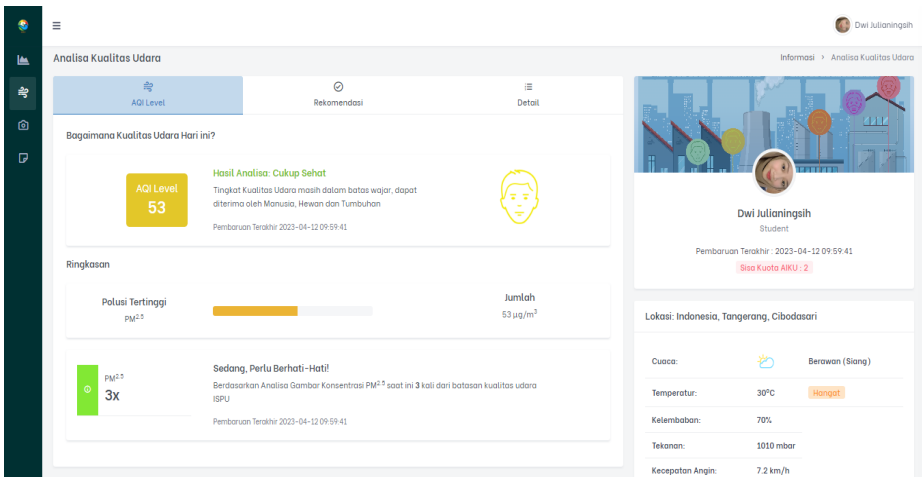 Dwi Julianingsih
Analisa Kualitas Udara
Informasi > Analisa Kualitas Udara
AQI Level
Rekomendasi
Detail
Bagaimana Kualitas Udara Hari ini?
AQI Level
53
Hasil Analisa: Cukup Sehat
Tingkat Kualitas Udara masih dalam batas wajar, dapat
diterima oleh Manusia, Hewan dan Tumbuhan
Pembaruan Terakhir 2023-04-12 09:59:41
Ringkasan
Polusi Tertinggi
PM2.5
Jumlah
53 µg/m³
PM2.5
3x
Sedang, Perlu Berhati-Hati!
Berdasarkan Analisa Gambar Konsentrasi PM2.5 saat ini 3 kali dari batasan kualitas udara
ISPU
Pembaruan Terakhir 2023-04-12 09:59:41
Dwi Julianingsih
Student
Pembaruan Terakhir : 2023-04-12 09:59:41
Sisa Kuota AIKU : 2
Lokasi: Indonesia, Tangerang, Cibodasari
Cuaca: Berawan (Siang)
Temperatur: 30°C Hangat
Kelembaban: 70%
Tekanan: 1010 mbar
Kecepatan Angin: 7.2 km/h